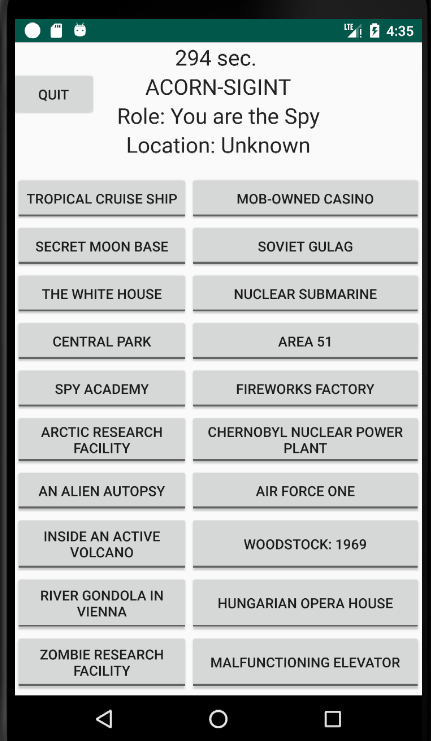 LTE 4:35
294 sec.
QUIT
ACORN-SIGINT
Role: You are the Spy
Location: Unknown
TROPICAL CRUISE SHIP
MOB-OWNED CASINO
SECRET MOON BASE
SOVIET GULAG
THE WHITE HOUSE
NUCLEAR SUBMARINE
CENTRAL PARK
AREA 51
SPY ACADEMY
FIREWORKS FACTORY
ARCTIC RESEARCH
FACILITY
CHERNOBYL NUCLEAR POWER
PLANT
AN ALIEN AUTOPSY
AIR FORCE ONE
INSIDE AN ACTIVE
VOLCANO
WOODSTOCK: 1969
RIVER GONDOLA IN
VIENNA
HUNGARIAN OPERA HOUSE
ZOMBIE RESEARCH
FACILITY
MALFUNCTIONING ELEVATOR